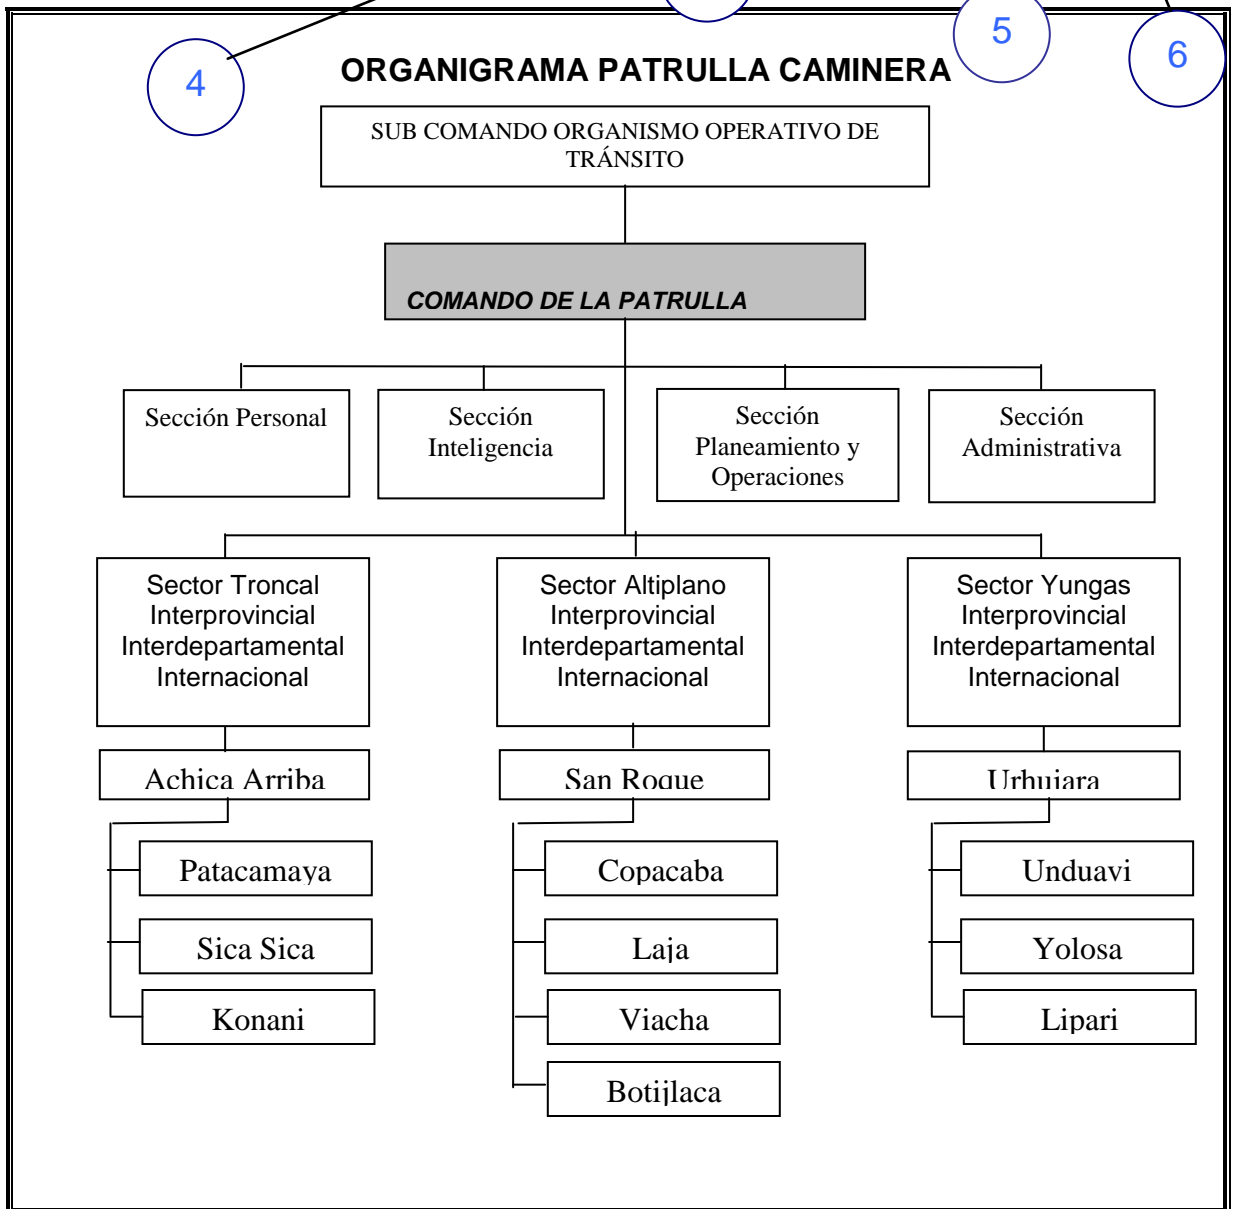 4
5
6
ORGANIGRAMA PATRULLA CAMINERA
SUB COMANDO ORGANISMO OPERATIVO DE
TRÁNSITO
COMANDO DE LA PATRULLA
Sección Personal
Sección
Inteligencia
Sección
Planeamiento y
Operaciones
Sección
Administrativa
Sector Troncal
Interprovincial
Interdepartamental
Internacional
Sector Altiplano
Interprovincial
Interdepartamental
Internacional
Sector Yungas
Interprovincial
Interdepartamental
Internacional
Achica Arriba
San Roque
Urhujara
Patacamaya
Sica Sica
Konani
Copacaba
Laja
Viacha
Botijlaca
Unduavi
Yolosa
Lipari